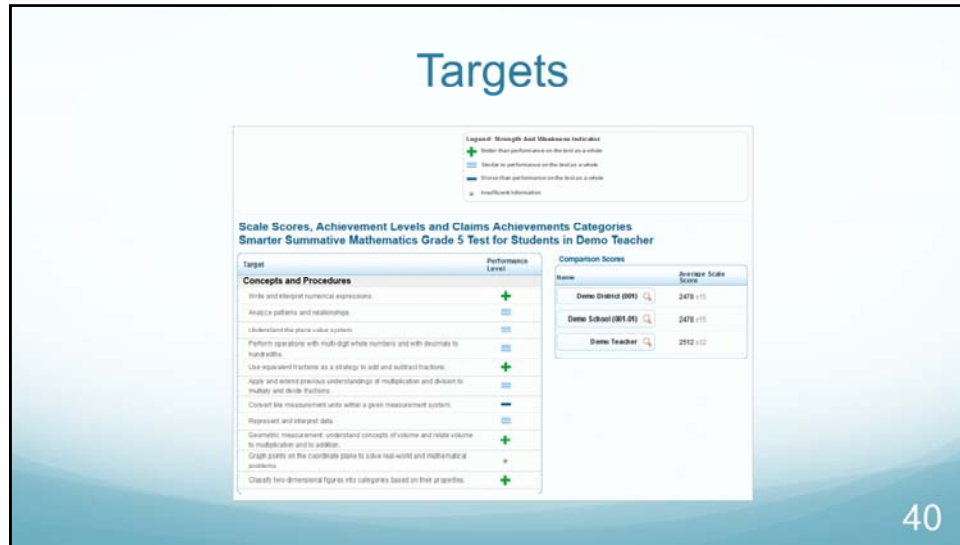 Targets
Legend: Strength And Weakness Indicator
Better than performance on the test as a whole
Similar to performance on the test as a whole
Worse than performance on the test as a whole
Insufficient Information
Scale Scores, Achievement Levels and Claims Achievements Categories
Smarter Summative Mathematics Grade 5 Test for Students in Demo Teacher
Target
Performance
Level
Concepts and Procedures
Write and interpret numerical expressions.
Analyze patterns and relationships.
Understand the place value system.
Perform operations with multi-digit whole numbers and with decimals to
hundredths.
Use equivalent fractions as a strategy to add and subtract fractions.
Apply and extend previous understandings of multiplication and division to
multiply and divide fractions.
Convert like measurement units within a given measurement system.
Represent and interpret data.
Geometric measurement: understand concepts of volume and relate volume
to multiplication and to addition.
Graph points on the coordinate plane to solve real-world and mathematical
problems.
Classify two-dimensional figures into categories based on their properties.
Comparison Scores
Name
Average Scale
Score
Demo District (001)
2478 ±15
Demo School (001.01)
2478 ±15
Demo Teacher
2512 ±12
40